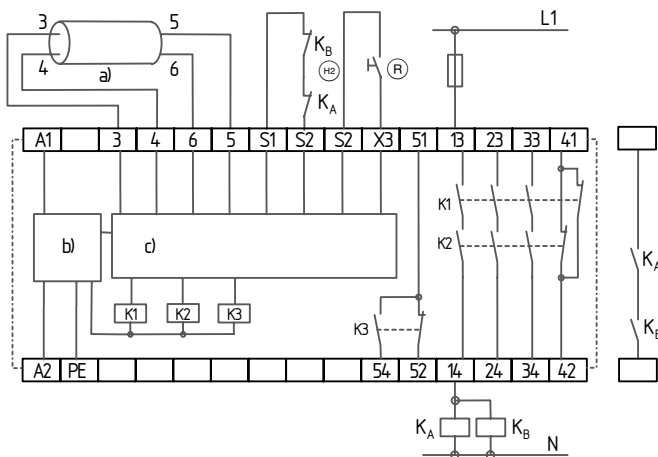 3 5 L1
4 a) 6
K_B
H2 R
K_A
A1 3 4 6 5 S1 S2 S2 X3 51 13 23 33 41
K1
b) c) K2
K_A
K1 K2 K3
K3
K_B
A2 PE 54 52 14 24 34 42
K_A K_B
N